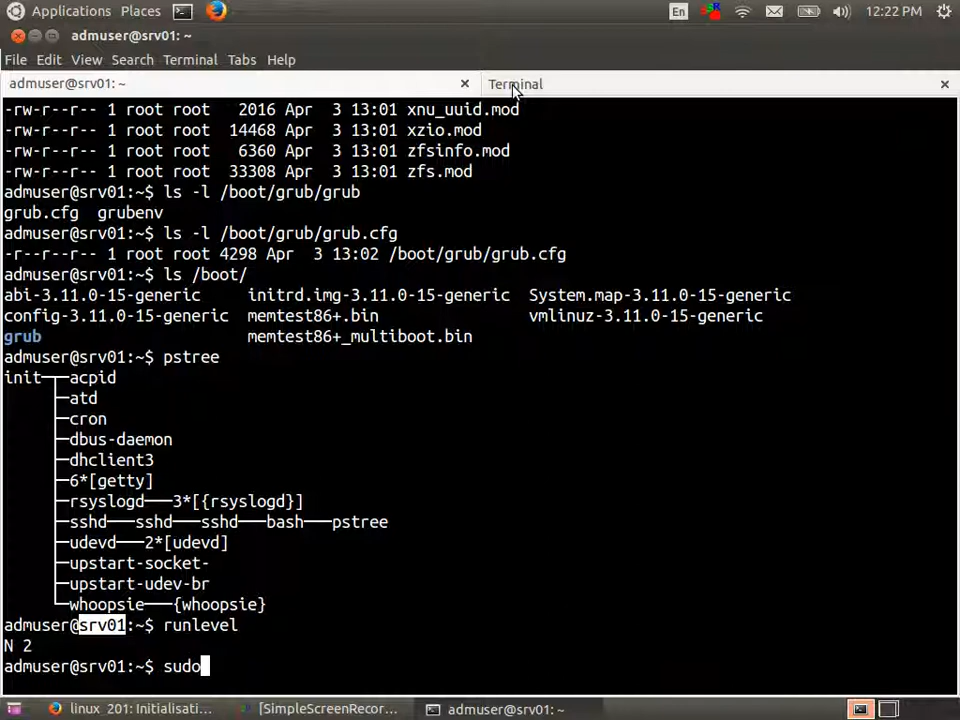 Applications Places En 12:22 PM
admuser@srv01: ~
File Edit View Search Terminal Tabs Help
admuser@srv01: ~ × Terminal ×
-rw-r--r-- 1 root root   2016 Apr  3 13:01 xnu_uuid.mod
-rw-r--r-- 1 root root  14468 Apr  3 13:01 xzio.mod
-rw-r--r-- 1 root root   6360 Apr  3 13:01 zfsinfo.mod
-rw-r--r-- 1 root root  33308 Apr  3 13:01 zfs.mod
admuser@srv01:~$ ls -l /boot/grub/grub
grub.cfg  grubenv
admuser@srv01:~$ ls -l /boot/grub/grub.cfg
-r--r--r-- 1 root root 4298 Apr  3 13:02 /boot/grub/grub.cfg
admuser@srv01:~$ ls /boot/
abi-3.11.0-15-generic     initrd.img-3.11.0-15-generic  System.map-3.11.0-15-generic
config-3.11.0-15-generic  memtest86+.bin                vmlinuz-3.11.0-15-generic
grub                      memtest86+_multiboot.bin
admuser@srv01:~$ pstree
init─┬─acpid
     ├─atd
     ├─cron
     ├─dbus-daemon
     ├─dhclient3
     ├─6*[getty]
     ├─rsyslogd───3*[{rsyslogd}]
     ├─sshd───sshd───sshd───bash───pstree
     ├─udevd───2*[udevd]
     ├─upstart-socket-
     ├─upstart-udev-br
     └─whoopsie───{whoopsie}
admuser@srv01:~$ runlevel
N 2
admuser@srv01:~$ sudo
linux_201: Initialisati... [SimpleScreenRecor... admuser@srv01: ~